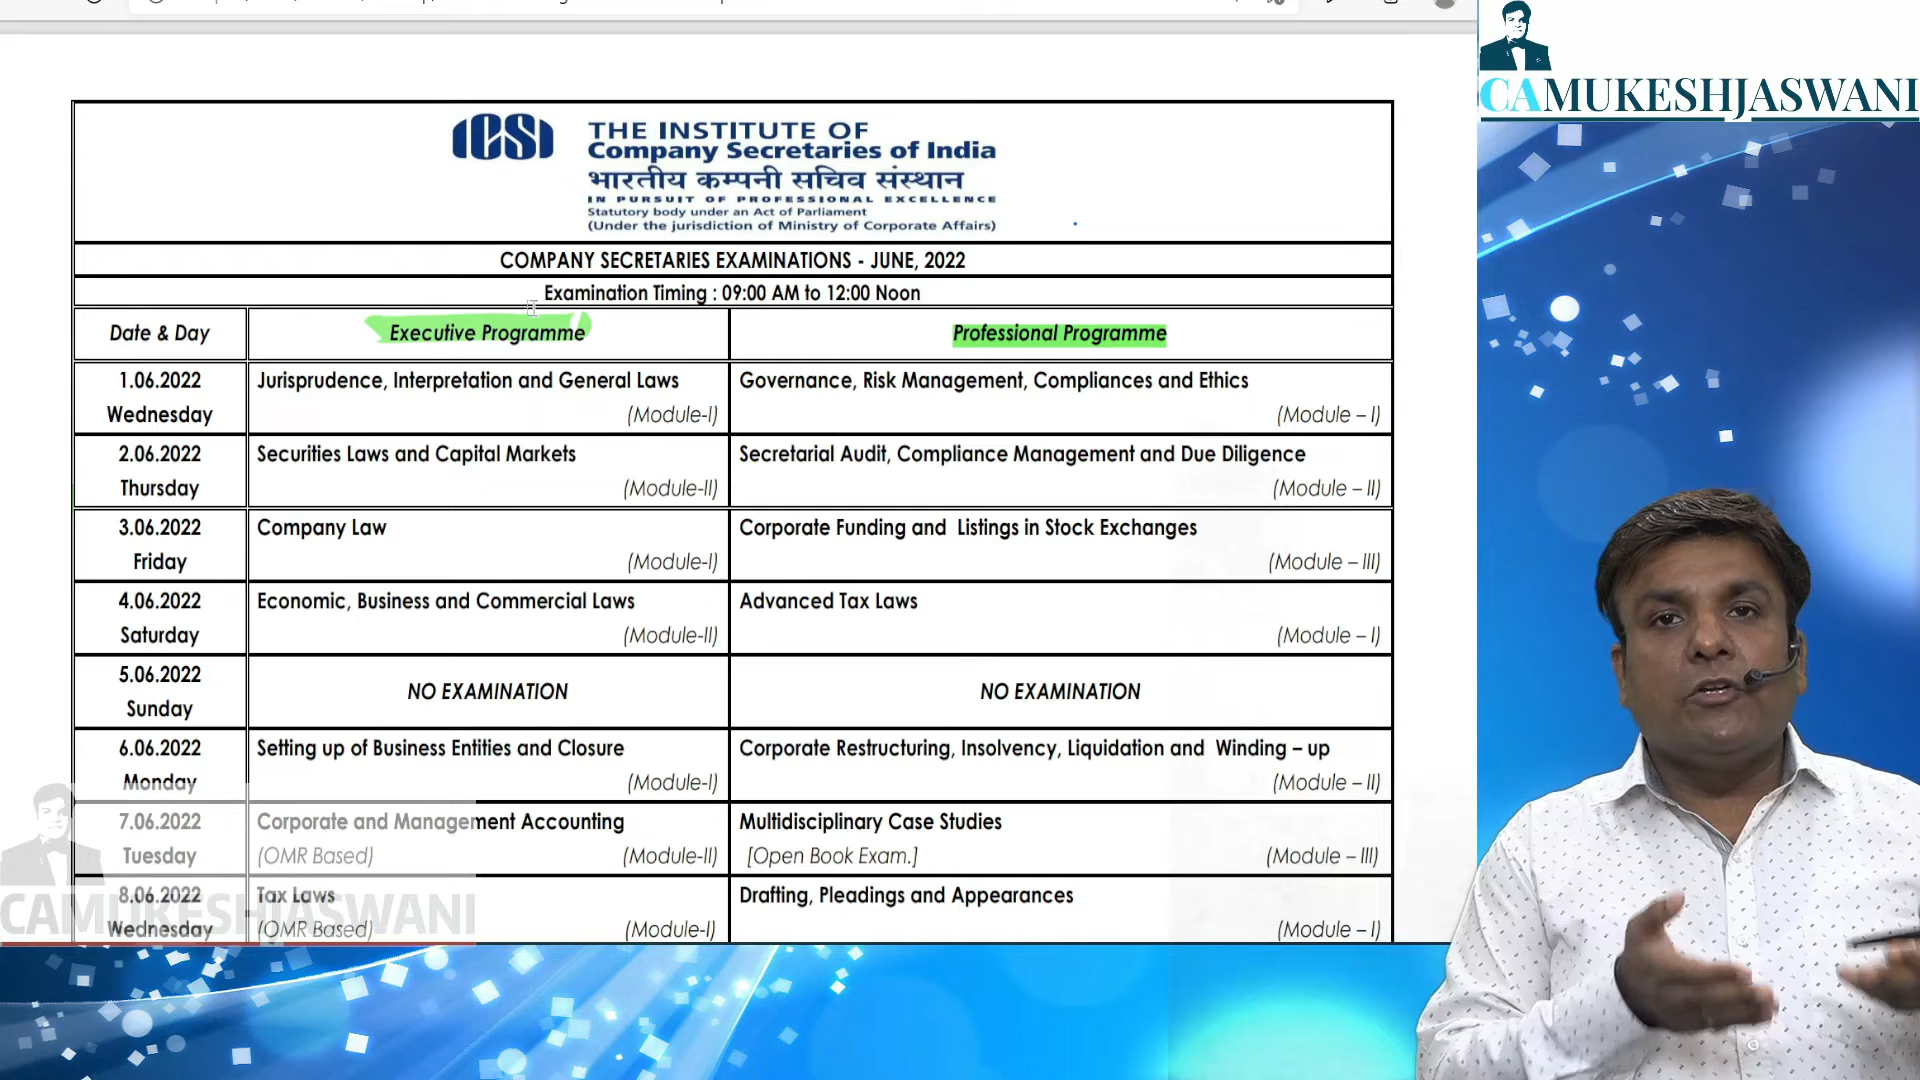 CAMUKESHJASWANI
ICSI
THE INSTITUTE OF
Company Secretaries of India
भारतीय कम्पनी सचिव संस्थान
IN PURSUIT OF PROFESSIONAL EXCELLENCE
Statutory body under an Act of Parliament
(Under the jurisdiction of Ministry of Corporate Affairs)
COMPANY SECRETARIES EXAMINATIONS - JUNE, 2022
Examination Timing : 09:00 AM to 12:00 Noon
Date & Day Executive Programme Professional Programme
1.06.2022 Jurisprudence, Interpretation and General Laws Governance, Risk Management, Compliances and Ethics
Wednesday (Module-I) (Module – I)
2.06.2022 Securities Laws and Capital Markets Secretarial Audit, Compliance Management and Due Diligence
Thursday (Module-II) (Module – II)
3.06.2022 Company Law Corporate Funding and Listings in Stock Exchanges
Friday (Module-I) (Module – III)
4.06.2022 Economic, Business and Commercial Laws Advanced Tax Laws
Saturday (Module-II) (Module – I)
5.06.2022
NO EXAMINATION NO EXAMINATION
Sunday
6.06.2022 Setting up of Business Entities and Closure Corporate Restructuring, Insolvency, Liquidation and Winding – up
Monday (Module-I) (Module – II)
7.06.2022 Corporate and Management Accounting Multidisciplinary Case Studies
Tuesday (OMR Based) (Module-II) [Open Book Exam.] (Module – III)
8.06.2022 Tax Laws Drafting, Pleadings and Appearances
Wednesday (OMR Based) (Module-I) (Module – I)
CAMUKESHJASWANI